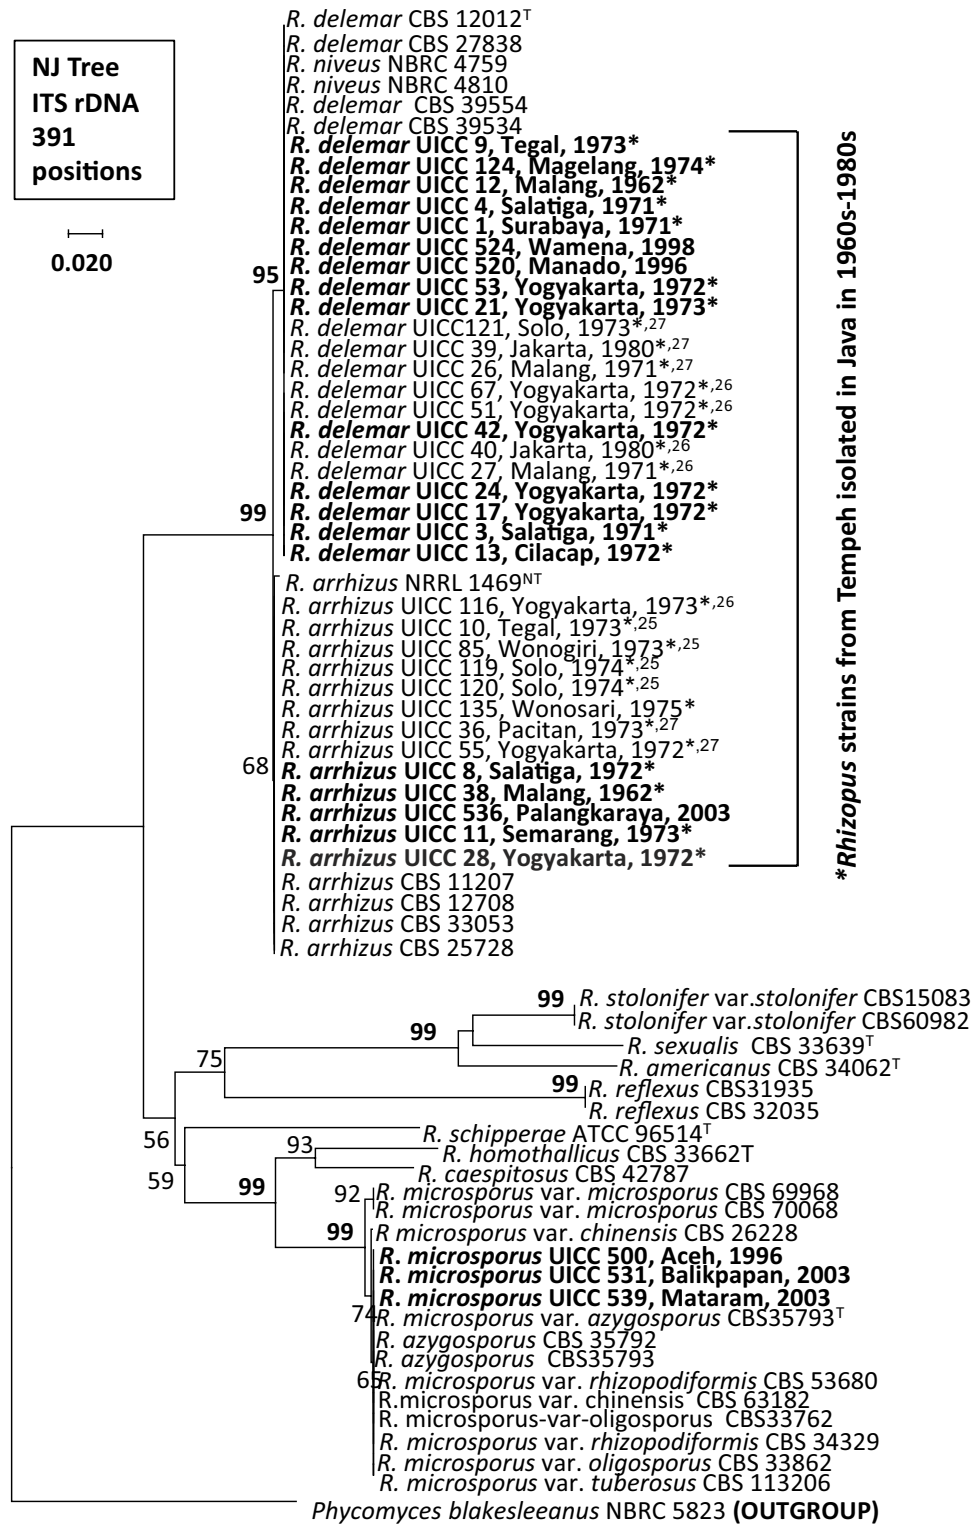 NJ Tree
ITS rDNA
391
positions
0.020
R. delemar CBS 12012T
R. delemar CBS 27838
R. niveus NBRC 4759
R. niveus NBRC 4810
R. delemar CBS 39554
R. delemar CBS 39534
R. delemar UICC 9, Tegal, 1973*
R. delemar UICC 124, Magelang, 1974*
R. delemar UICC 12, Malang, 1962*
R. delemar UICC 4, Salatiga, 1971*
R. delemar UICC 1, Surabaya, 1971*
R. delemar UICC 524, Wamena, 1998
R. delemar UICC 520, Manado, 1996
95
R. delemar UICC 53, Yogyakarta, 1972*
R. delemar UICC 21, Yogyakarta, 1973*
R. delemar UICC121, Solo, 1973*,27
R. delemar UICC 39, Jakarta, 1980*,27
R. delemar UICC 26, Malang, 1971*,27
R. delemar UICC 67, Yogyakarta, 1972*,26
R. delemar UICC 51, Yogyakarta, 1972*,26
R. delemar UICC 42, Yogyakarta, 1972*
R. delemar UICC 40, Jakarta, 1980*,26
R. delemar UICC 27, Malang, 1971*,26
R. delemar UICC 24, Yogyakarta, 1972*
99
R. delemar UICC 17, Yogyakarta, 1972*
R. delemar UICC 3, Salatiga, 1971*
R. delemar UICC 13, Cilacap, 1972*
R. arrhizus NRRL 1469NT
R. arrhizus UICC 116, Yogyakarta, 1973*,26
R. arrhizus UICC 10, Tegal, 1973*,25
R. arrhizus UICC 85, Wonogiri, 1973*,25
R. arrhizus UICC 119, Solo, 1974*,25
R. arrhizus UICC 120, Solo, 1974*,25
R. arrhizus UICC 135, Wonosari, 1975*
R. arrhizus UICC 36, Pacitan, 1973*,27
R. arrhizus UICC 55, Yogyakarta, 1972*,27
68
R. arrhizus UICC 8, Salatiga, 1972*
R. arrhizus UICC 38, Malang, 1962*
R. arrhizus UICC 536, Palangkaraya, 2003
R. arrhizus UICC 11, Semarang, 1973*
R. arrhizus UICC 28, Yogyakarta, 1972*
R. arrhizus CBS 11207
R. arrhizus CBS 12708
R. arrhizus CBS 33053
R. arrhizus CBS 25728
*Rhizopus strains from Tempeh isolated in Java in 1960s-1980s
99
R. stolonifer var.stolonifer CBS15083
R. stolonifer var.stolonifer CBS60982
99
R. sexualis CBS 33639T
75
R. americanus CBS 34062T
99
R. reflexus CBS31935
R. reflexus CBS 32035
56
R. schipperae ATCC 96514T
93
R. homothallicus CBS 33662T
59
R. caespitosus CBS 42787
99
92
R. microsporus var. microsporus CBS 69968
R. microsporus var. microsporus CBS 70068
99
R microsporus var. chinensis CBS 26228
R. microsporus UICC 500, Aceh, 1996
R. microsporus UICC 531, Balikpapan, 2003
R. microsporus UICC 539, Mataram, 2003
74
R. microsporus var. azygosporus CBS35793T
R. azygosporus CBS 35792
R. azygosporus CBS35793
65
R. microsporus var. rhizopodiformis CBS 53680
R.microsporus var. chinensis CBS 63182
R. microsporus-var-oligosporus CBS33762
R. microsporus var. rhizopodiformis CBS 34329
R. microsporus var. oligosporus CBS 33862
R. microsporus var. tuberosus CBS 113206
Phycomyces blakesleeanus NBRC 5823 (OUTGROUP)